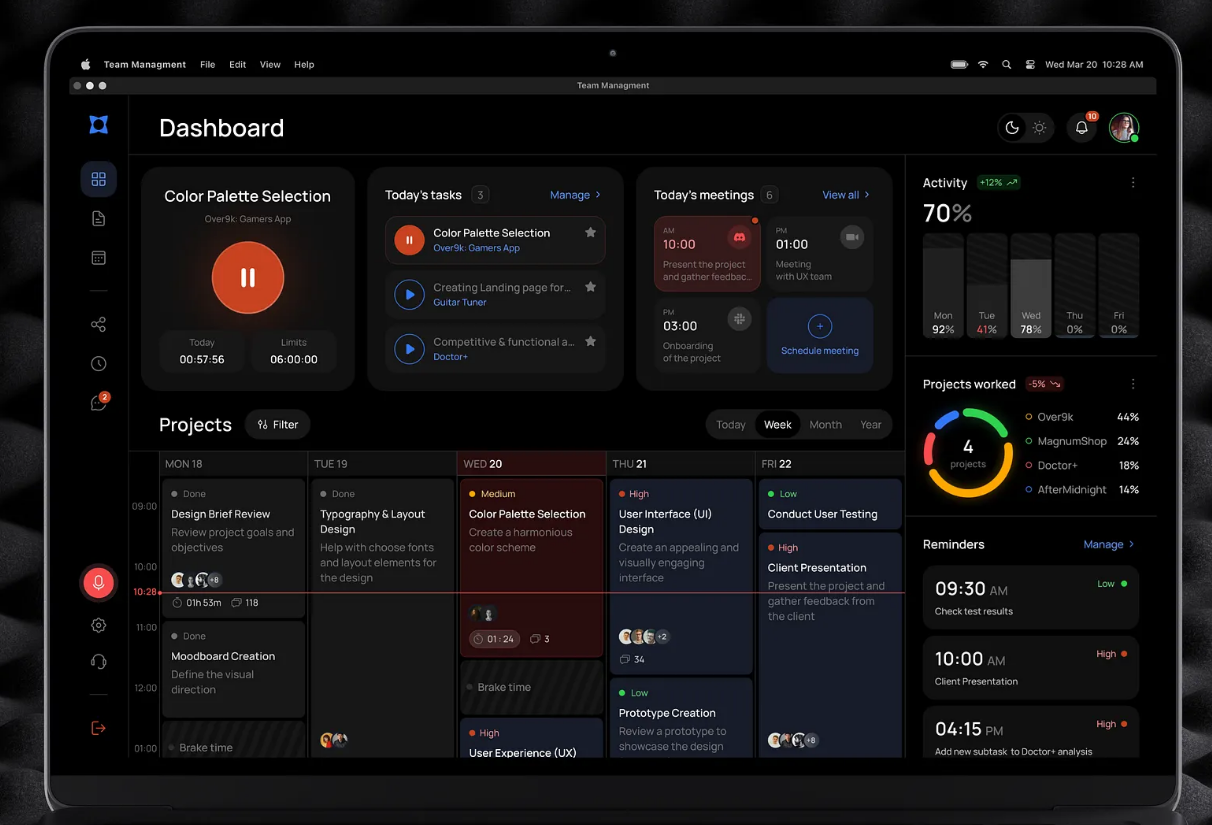 Team Managment File Edit View Help
Wed Mar 20 10:28 AM
Team Managment
Dashboard
10
Color Palette Selection
Over9k: Gamers App
Today
00:57:56
Limits
06:00:00
Today's tasks 3 Manage >
Color Palette Selection
Over9k: Gamers App
Creating Landing page for...
Guitar Tuner
Competitive & functional a...
Doctor+
Today's meetings 6 View all >
AM
10:00
Present the project
and gather feedbac...
PM
01:00
Meeting
with UX team
PM
03:00
Onboarding
of the project
+
Schedule meeting
Activity +12%
70%
Mon
92%
Tue
41%
Wed
78%
Thu
0%
Fri
0%
Projects worked -5%
4
projects
Over9k 44%
MagnumShop 24%
Doctor+ 18%
AfterMidnight 14%
Reminders Manage >
09:30 AM Low
Check test results
10:00 AM High
Client Presentation
04:15 PM High
Add new subtask to Doctor+ analysis
2
Projects Filter
Today Week Month Year
MON 18 TUE 19 WED 20 THU 21 FRI 22
09:00
10:00
10:28
11:00
12:00
01:00
Done
Design Brief Review
Review project goals and
objectives
+8
01h 53m 118
Done
Moodboard Creation
Define the visual
direction
Brake time
Done
Typography & Layout
Design
Help with choose fonts
and layout elements for
the design
Medium
Color Palette Selection
Create a harmonious
color scheme
01:24 3
Brake time
High
User Experience (UX)
High
User Interface (UI)
Design
Create an appealing and
visually engaging
interface
+2
34
Low
Prototype Creation
Review a prototype to
showcase the design
Low
Conduct User Testing
High
Client Presentation
Present the project and
gather feedback from
the client
+8